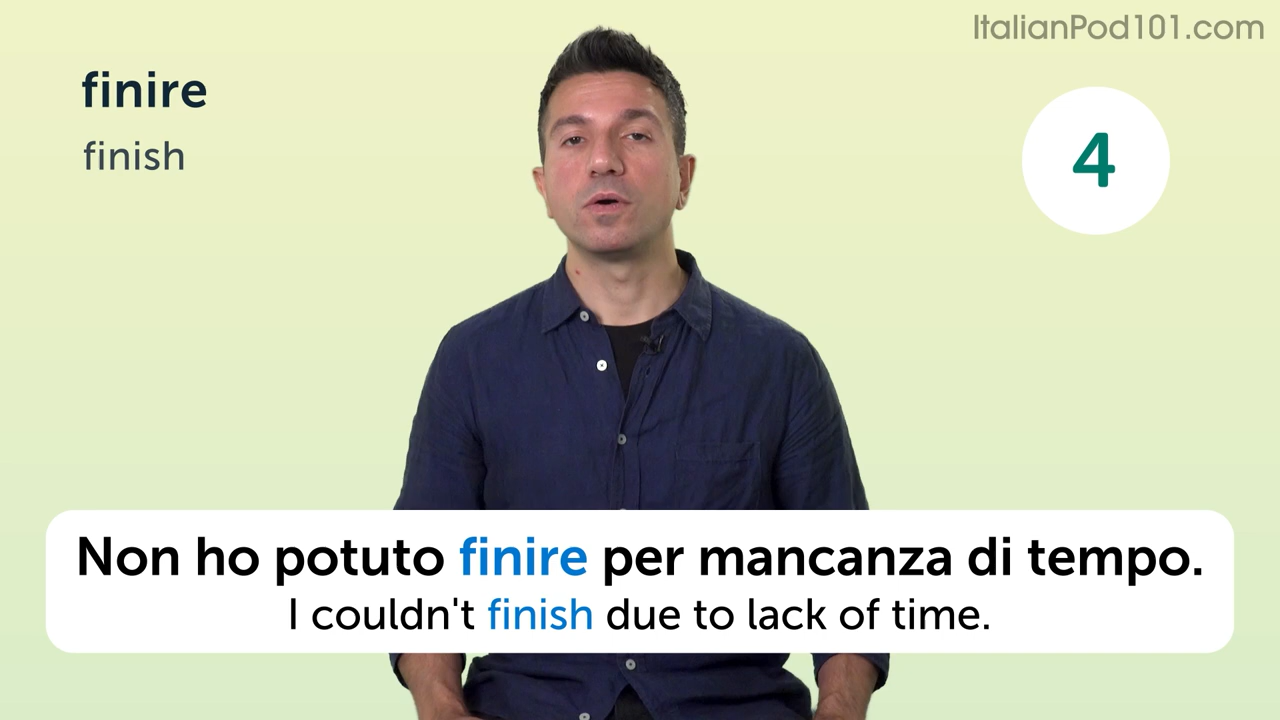 ItalianPod101.com
finire
finish
4
Non ho potuto finire per mancanza di tempo.
I couldn't finish due to lack of time.